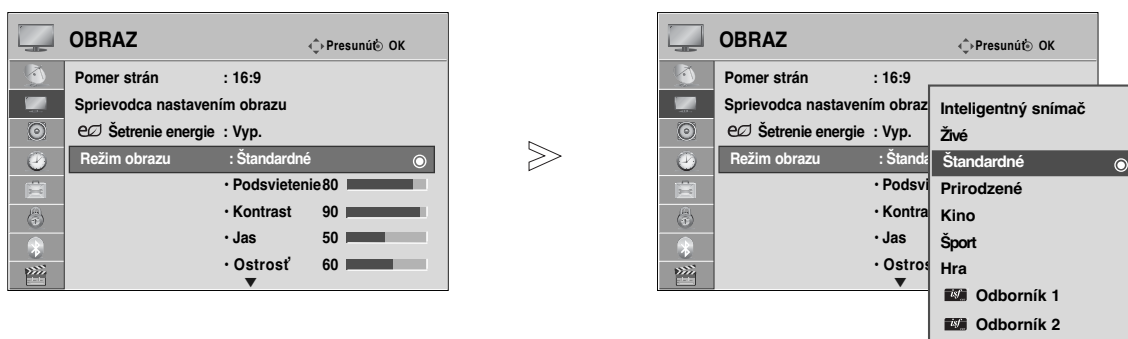 OBRAZ
Presunúť OK
Pomer strán : 16:9
Sprievodca nastavením obrazu
Šetrenie energie : Vyp.
Režim obrazu : Štandardné
• Podsvietenie 80
• Kontrast 90
• Jas 50
• Ostrosť 60
OBRAZ
Presunúť OK
Pomer strán : 16:9
Sprievodca nastavením obraz
Šetrenie energie : Vyp.
Režim obrazu : Štanda
• Podsvi
• Kontra
• Jas
• Ostros
Inteligentný snímač
Živé
Štandardné
Prirodzené
Kino
Šport
Hra
isf Odborník 1
isf Odborník 2